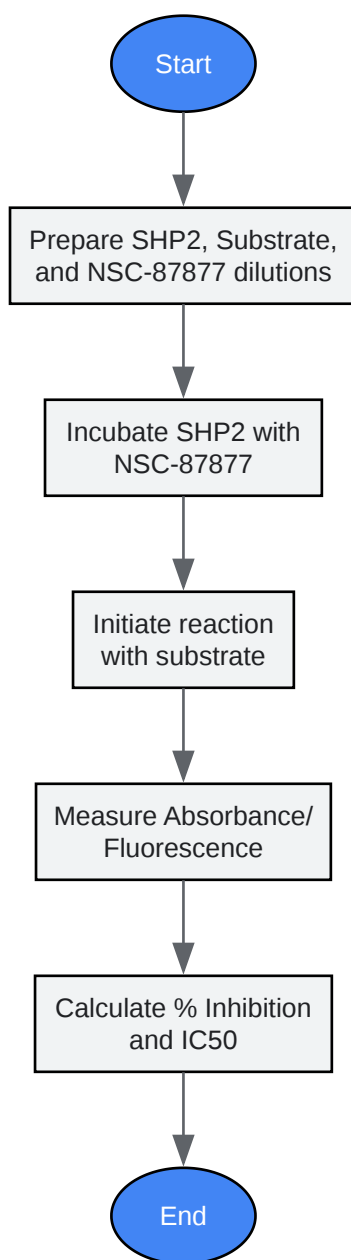 Start
Prepare SHP2, Substrate,
and NSC-87877 dilutions
Incubate SHP2 with
NSC-87877
Initiate reaction
with substrate
Measure Absorbance/
Fluorescence
Calculate % Inhibition
and IC50
End